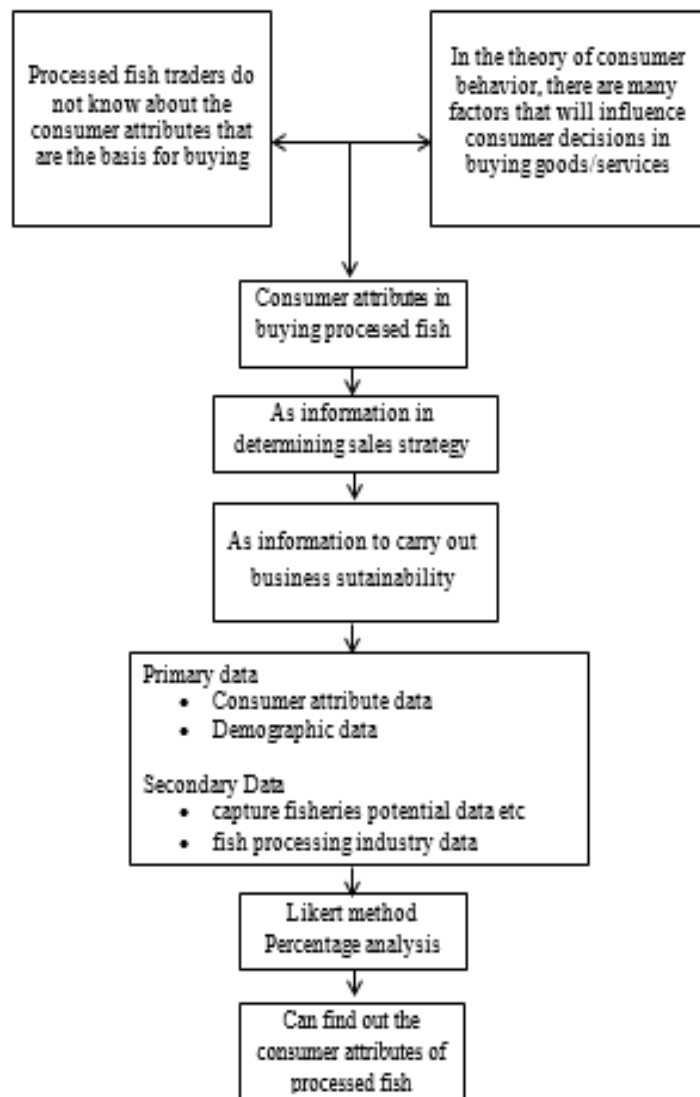 Processed fish traders do
not know about the
consumer attributes that
are the basis for buying
In the theory of consumer
behavior, there are many
factors that will influence
consumer decisions in
buying goods/services
Consumer attributes in
buying processed fish
As information in
determining sales strategy
As information to carry out
business sutainability
Primary data
• Consumer attribute data
• Demographic data
Secondary Data
• capture fisheries potential data etc
• fish processing industry data
Likert method
Percentage analysis
Can find out the
consumer attributes of
processed fish